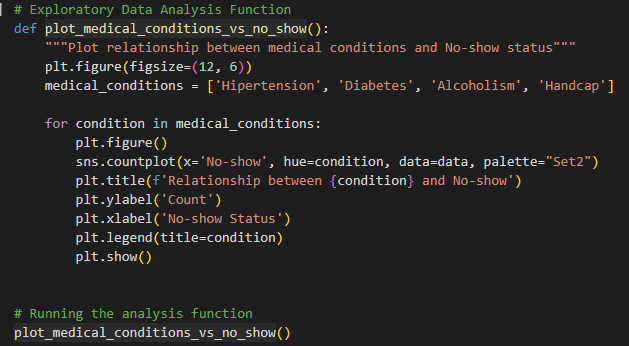 # Exploratory Data Analysis Function
def plot_medical_conditions_vs_no_show():
    """Plot relationship between medical conditions and No-show status"""
    plt.figure(figsize=(12, 6))
    medical_conditions = ['Hipertension', 'Diabetes', 'Alcoholism', 'Handcap']

    for condition in medical_conditions:
        plt.figure()
        sns.countplot(x='No-show', hue=condition, data=data, palette="Set2")
        plt.title(f'Relationship between {condition} and No-show')
        plt.ylabel('Count')
        plt.xlabel('No-show Status')
        plt.legend(title=condition)
        plt.show()


# Running the analysis function
plot_medical_conditions_vs_no_show()